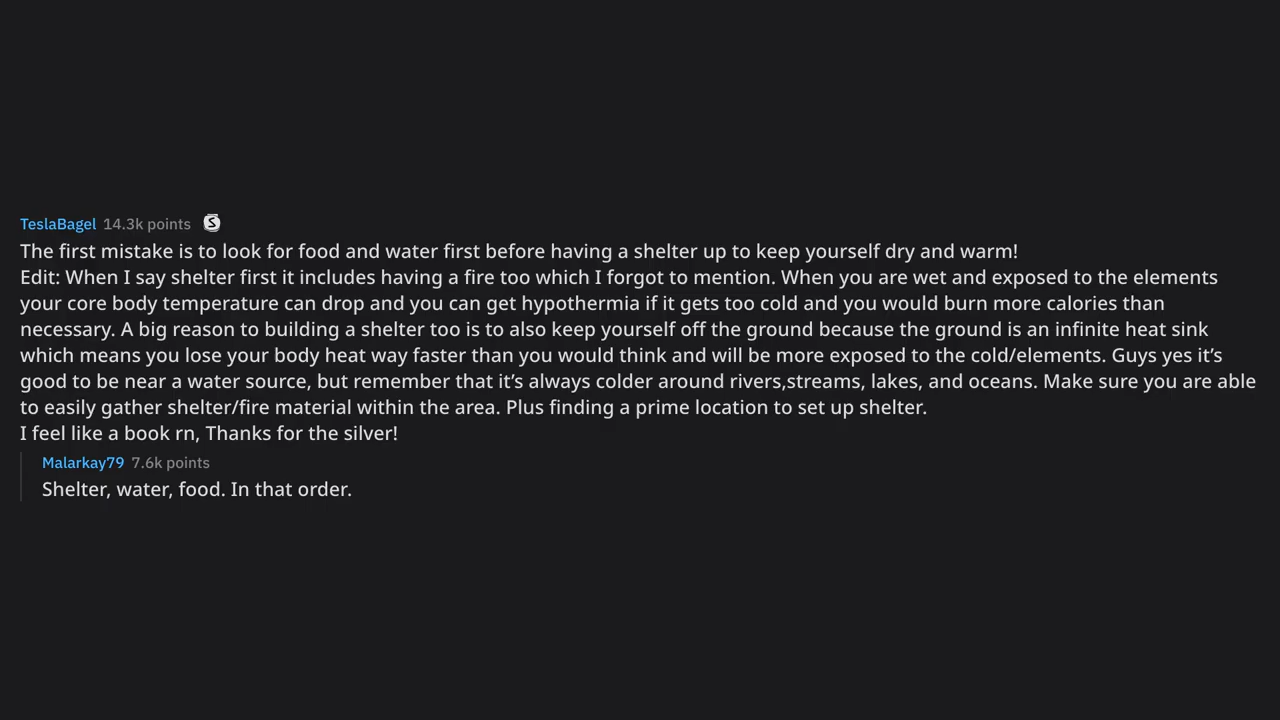 TeslaBagel 14.3k points
The first mistake is to look for food and water first before having a shelter up to keep yourself dry and warm!
Edit: When I say shelter first it includes having a fire too which I forgot to mention. When you are wet and exposed to the elements
your core body temperature can drop and you can get hypothermia if it gets too cold and you would burn more calories than
necessary. A big reason to building a shelter too is to also keep yourself off the ground because the ground is an infinite heat sink
which means you lose your body heat way faster than you would think and will be more exposed to the cold/elements. Guys yes it’s
good to be near a water source, but remember that it’s always colder around rivers,streams, lakes, and oceans. Make sure you are able
to easily gather shelter/fire material within the area. Plus finding a prime location to set up shelter.
I feel like a book rn, Thanks for the silver!
Malarkay79 7.6k points
Shelter, water, food. In that order.